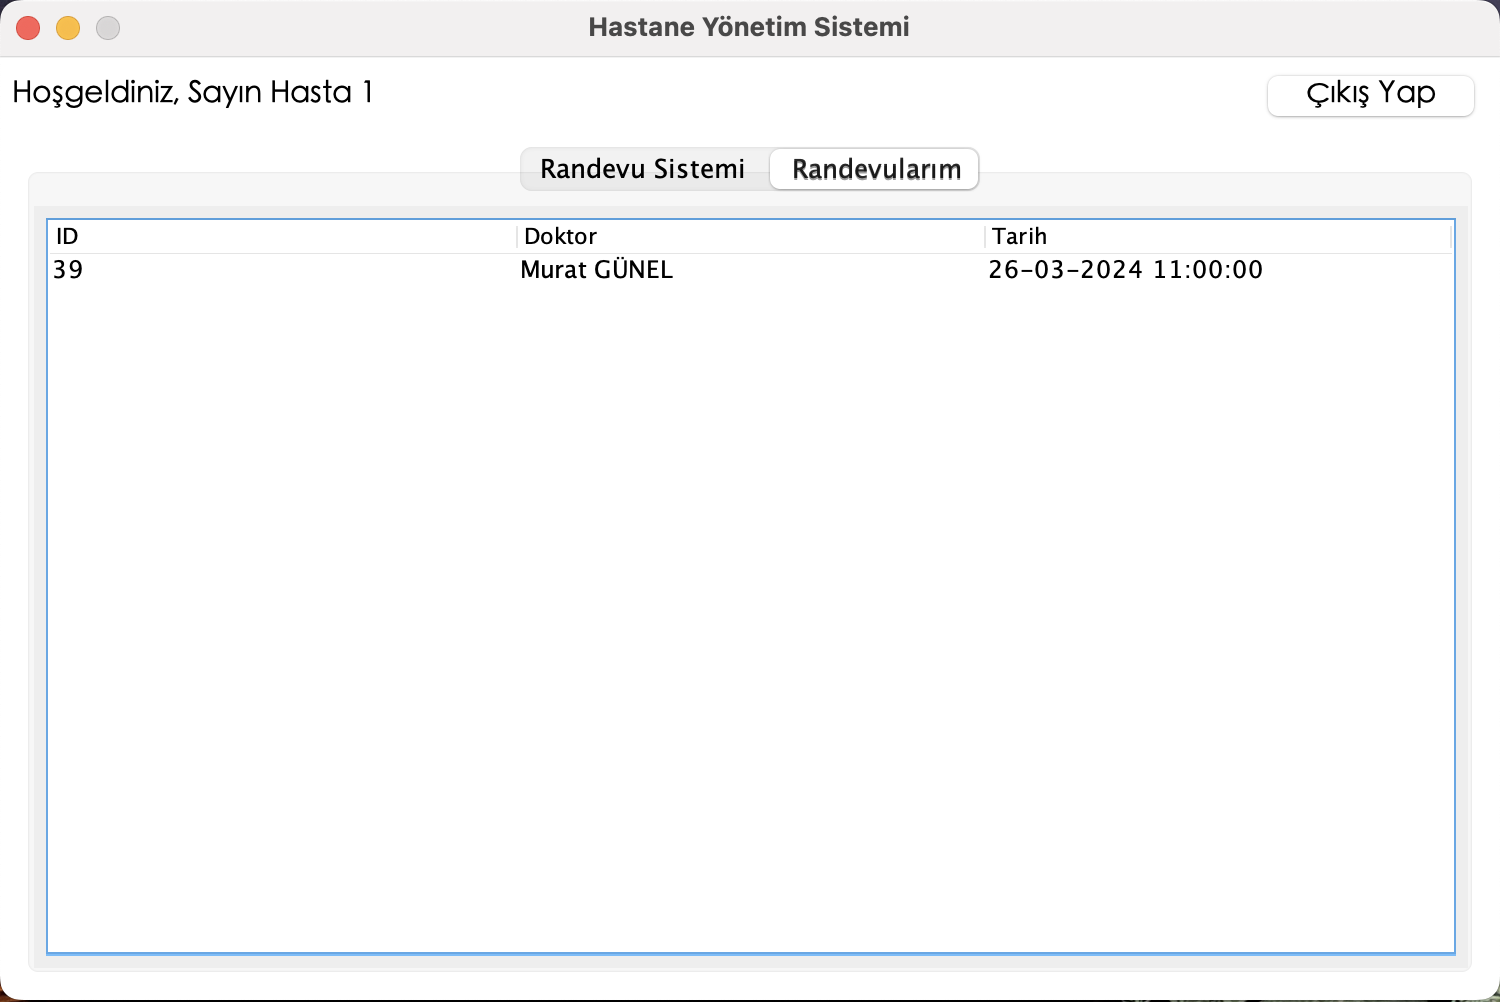 Hastane Yönetim Sistemi
Hoşgeldiniz, Sayın Hasta 1
Çıkış Yap
Randevu Sistemi Randevularım
ID Doktor Tarih
39 Murat GÜNEL 26-03-2024 11:00:00